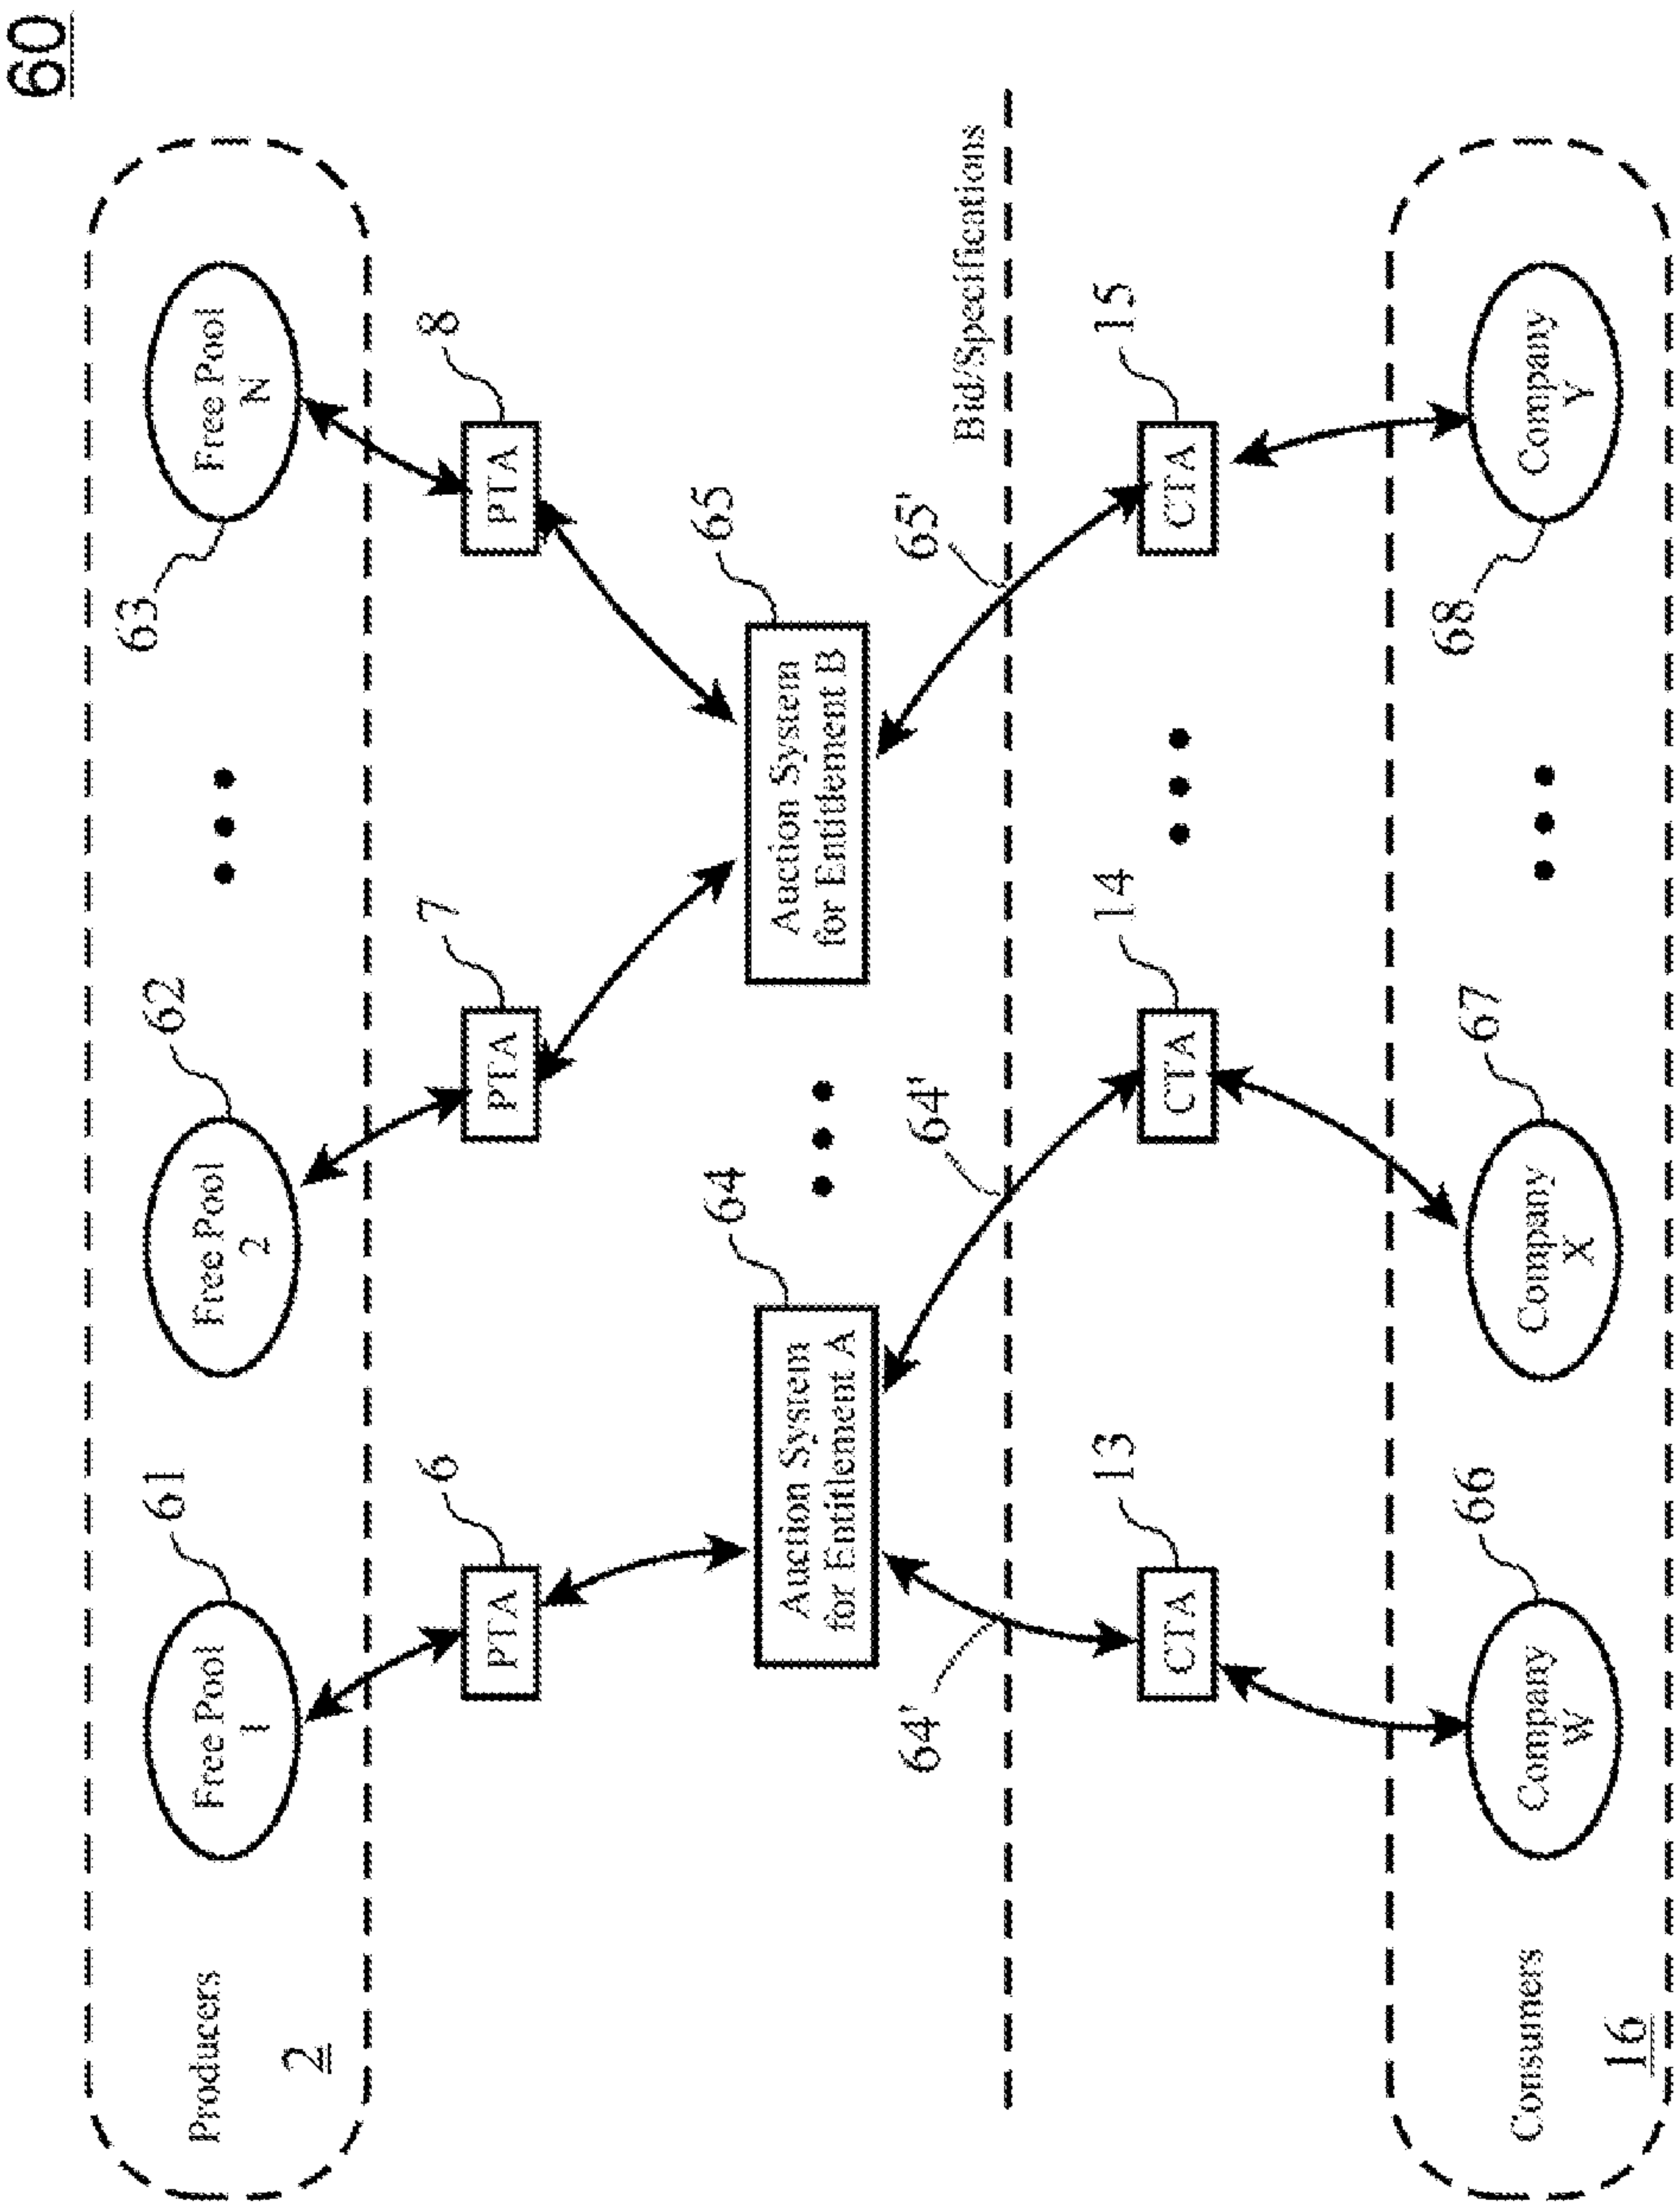 60
Producers
2
61
Free Pool
1
62
Free Pool
2
63
Free Pool
N
6
PTA
7
PTA
8
PTA
64
Auction System
for Entitlement A
65
Auction System
for Entitlement B
64'
64'
65'
Bid/Specifications
13
CTA
14
CTA
15
CTA
Consumers
16
66
Company
W
67
Company
X
68
Company
Y